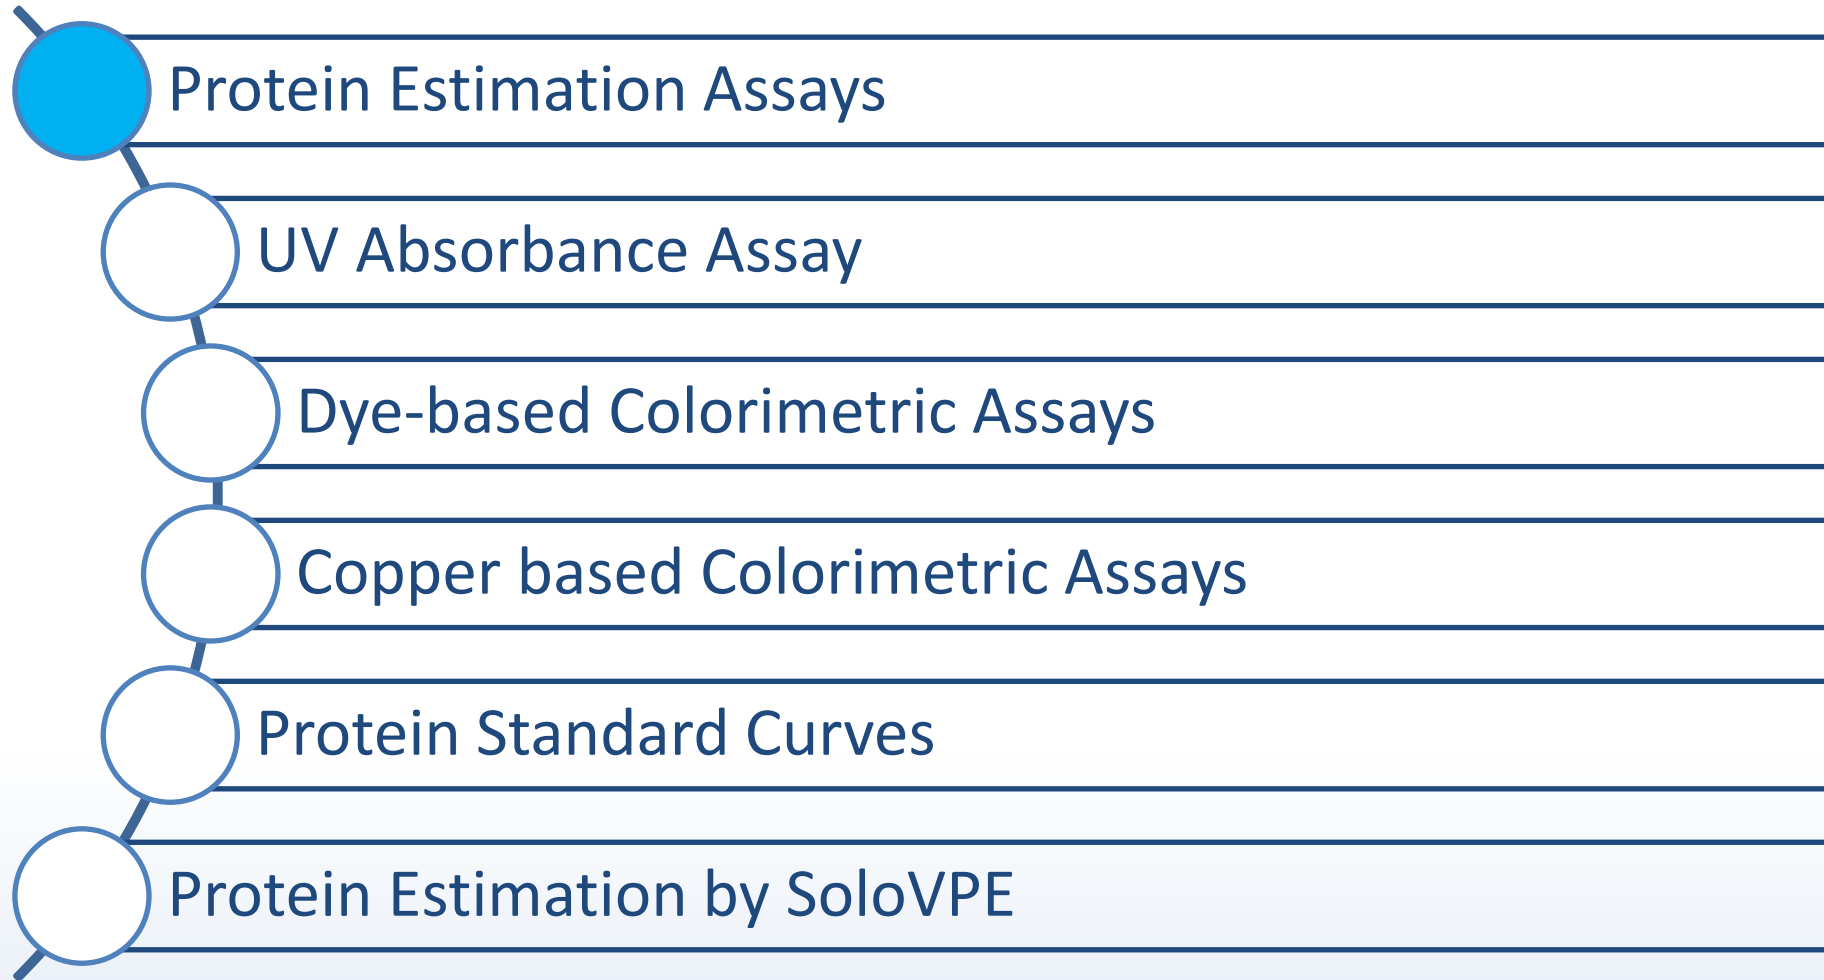 Protein Estimation Assays
UV Absorbance Assay
Dye-based Colorimetric Assays
Copper based Colorimetric Assays
Protein Standard Curves
Protein Estimation by SoloVPE